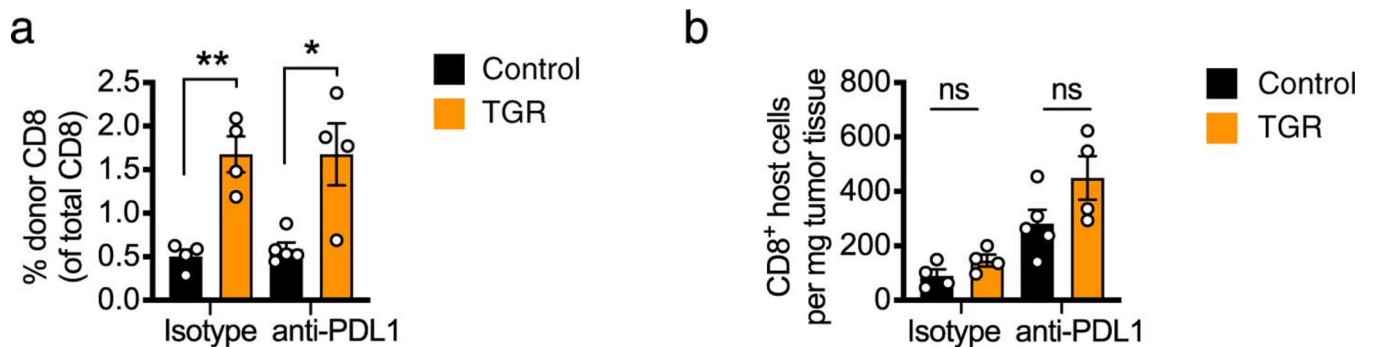 a
% donor CD8
(of total CD8)
2.5
2.0
1.5
1.0
0.5
0.0
**
*
Isotype
anti-PDL1
Control
TGR
b
CD8⁺ host cells
per mg tumor tissue
800
600
400
200
0
ns
ns
Isotype
anti-PDL1
Control
TGR